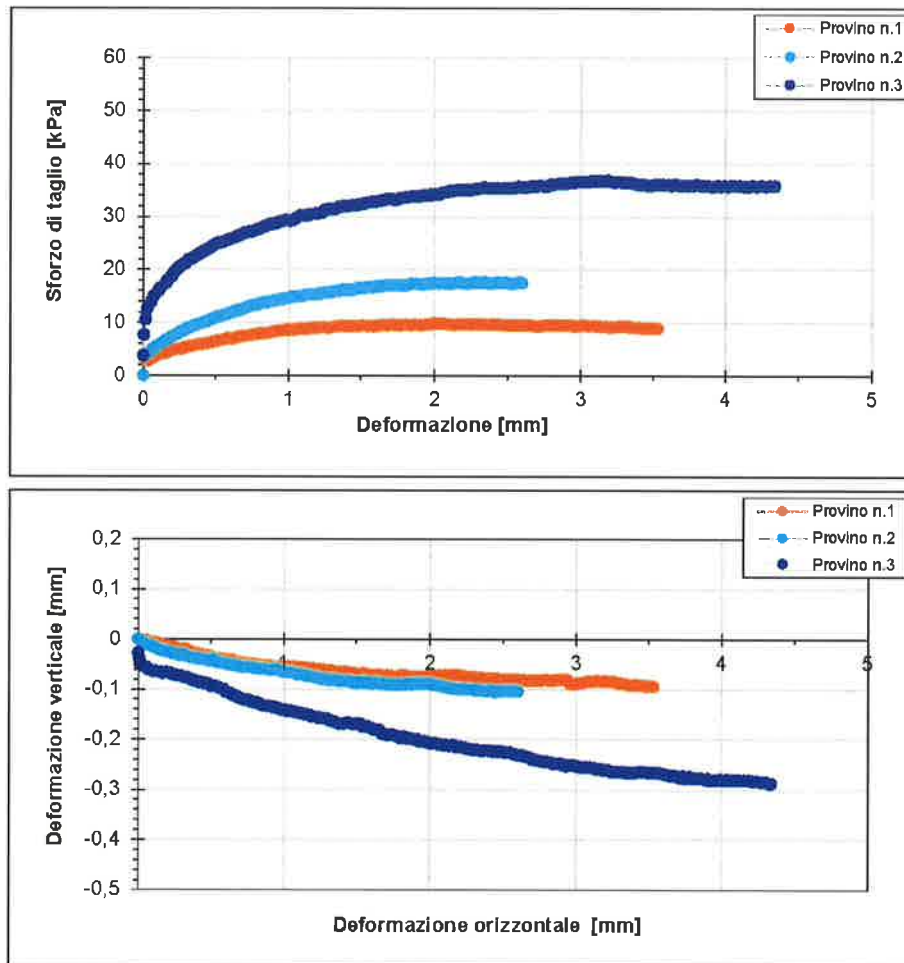 Provino n.1
Provino n.2
Provino n.3
Sforzo di taglio [kPa]
60
50
40
30
20
10
0
0 1 2 3 4 5
Deformazione [mm]
Provino n.1
Provino n.2
Provino n.3
Deformazione verticale [mm]
0,2
0,1
0
-0,1
-0,2
-0,3
-0,4
-0,5
0 1 2 3 4 5
Deformazione orizzontale [mm]